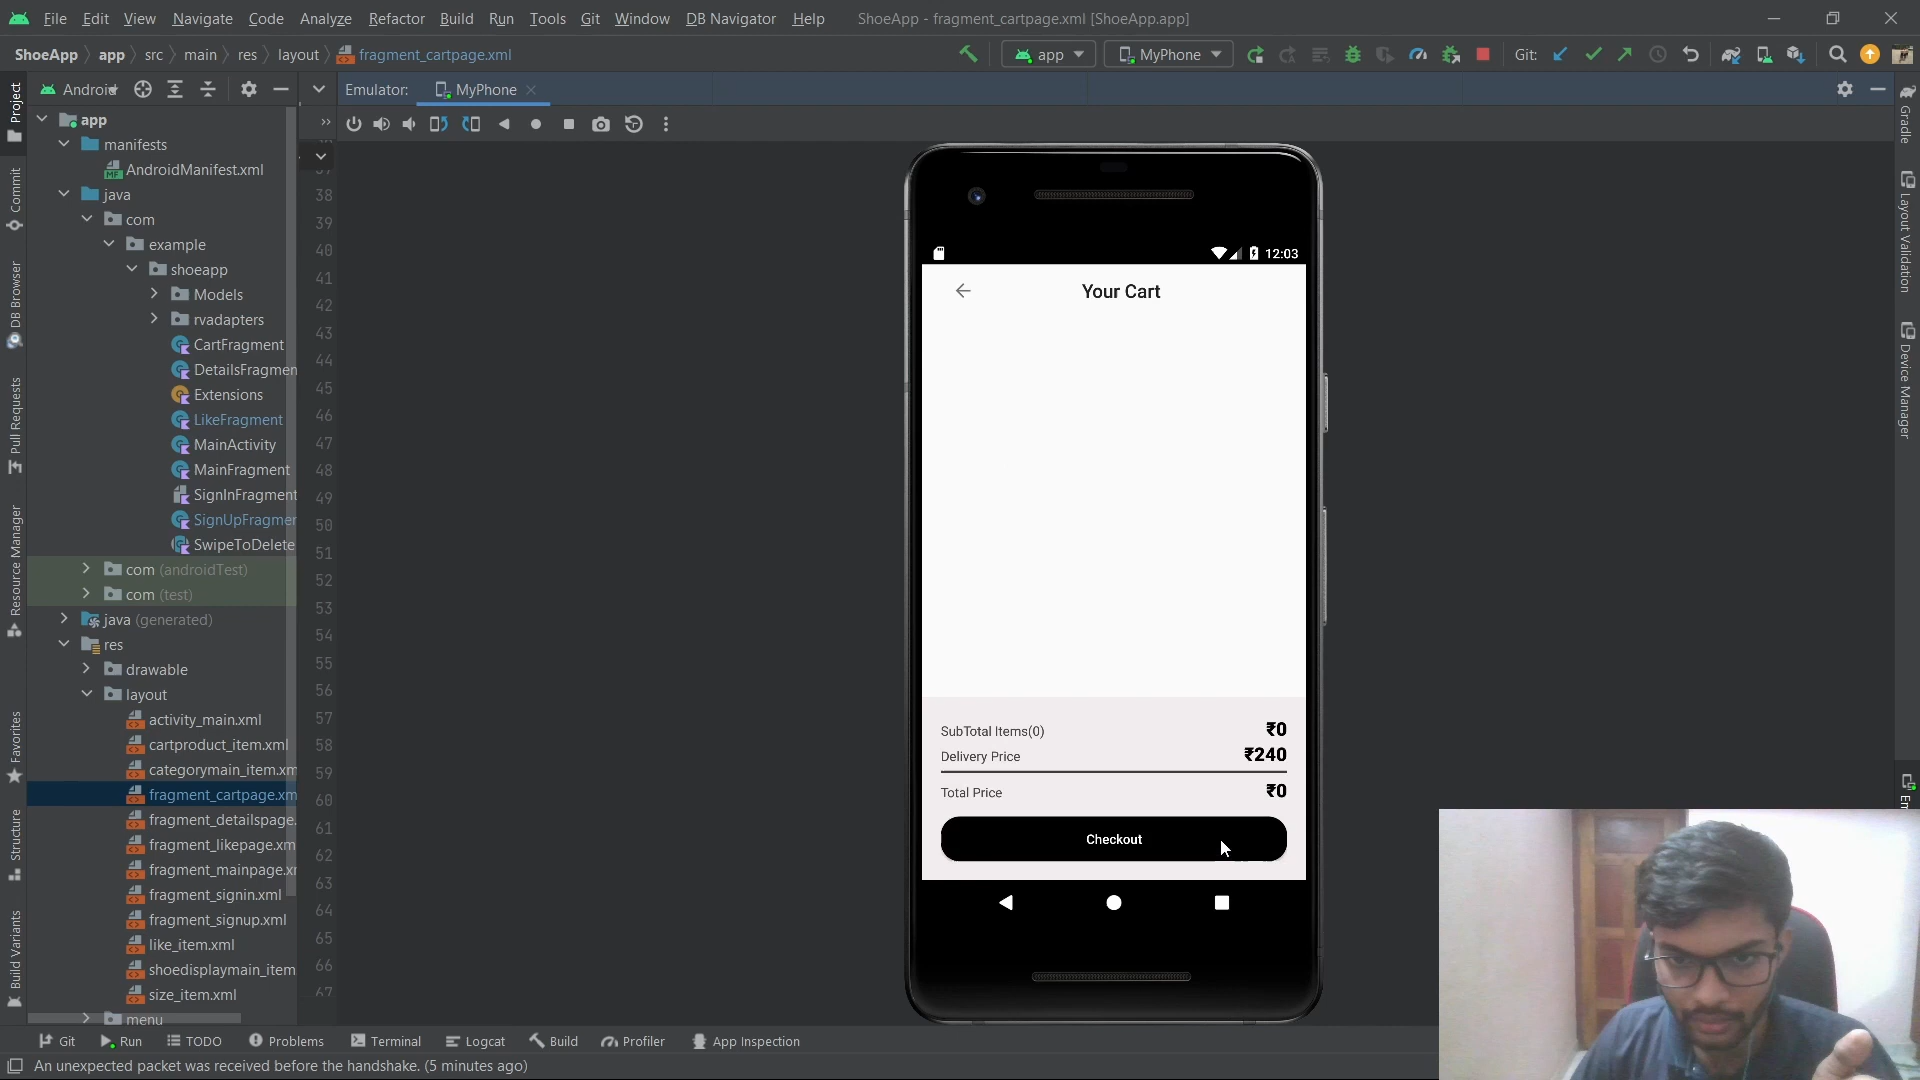 File Edit View Navigate Code Analyze Refactor Build Run Tools Git Window DB Navigator Help ShoeApp - fragment_cartpage.xml [ShoeApp.app]
ShoeApp app src main res layout fragment_cartpage.xml app MyPhone Git:
Project
Commit
DB Browser
Pull Requests
Resource Manager
Favorites
Structure
Build Variants
Android
app
manifests
AndroidManifest.xml
java
com
example
shoeapp
Models
rvadapters
CartFragment
DetailsFragmen
Extensions
LikeFragment
MainActivity
MainFragment
SignInFragment
SignUpFragmer
SwipeToDelete
com (androidTest)
com (test)
java (generated)
res
drawable
layout
activity_main.xml
cartproduct_item.xml
categorymain_item.xm
fragment_cartpage.xm
fragment_detailspage.
fragment_likepage.xm
fragment_mainpage.xr
fragment_signin.xml
fragment_signup.xml
like_item.xml
shoedisplaymain_item
size_item.xml
menu
Emulator: MyPhone
38
39
40
41
42
43
44
45
46
47
48
49
50
51
52
53
54
55
56
57
58
59
60
61
62
63
64
65
66
67
12:03
Your Cart
SubTotal Items(0) ₹0
Delivery Price ₹240
Total Price ₹0
Checkout
Gradle
Layout Validation
Device Manager
Em
Git Run TODO Problems Terminal Logcat Build Profiler App Inspection
An unexpected packet was received before the handshake. (5 minutes ago)